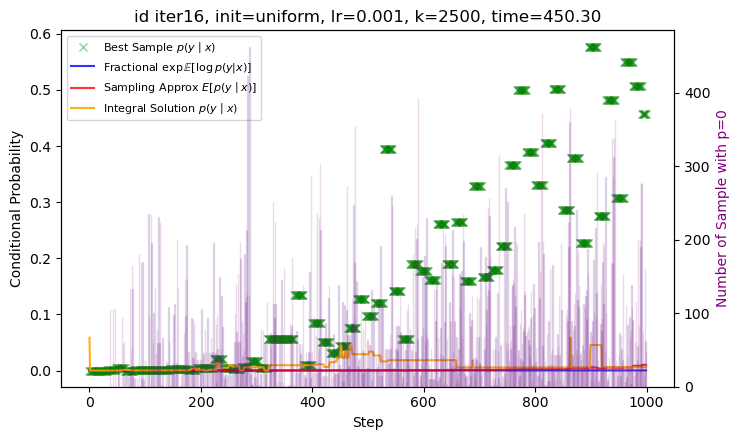 id iter16, init=uniform, lr=0.001, k=2500, time=450.30
Best Sample p(y | x)
Fractional exp𝔼[log p(y|x)]
Sampling Approx E[p(y | x)]
Integral Solution p(y | x)
Conditional Probability
0.6
0.5
0.4
0.3
0.2
0.1
0.0
400
300
200
100
0
Number of Sample with p=0
0 200 400 600 800 1000
Step